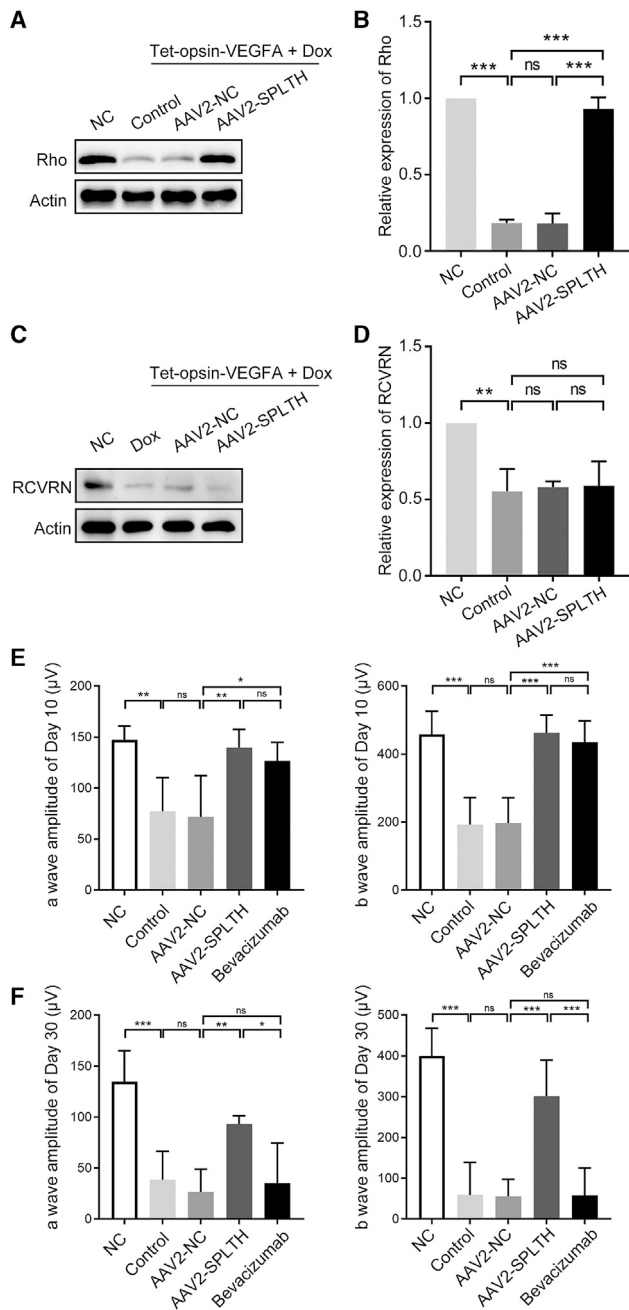 A
Tet-opsin-VEGFA + Dox
NC
Control
AAV2-NC
AAV2-SPLTH
Rho
Actin
B
Relative expression of Rho
1.5
1.0
0.5
0.0
***
*** ns ***
NC
Control
AAV2-NC
AAV2-SPLTH
C
Tet-opsin-VEGFA + Dox
NC
Dox
AAV2-NC
AAV2-SPLTH
RCVRN
Actin
D
Relative expression of RCVRN
1.5
1.0
0.5
0.0
ns
** ns ns
NC
Control
AAV2-NC
AAV2-SPLTH
E
a wave amplitude of Day 10 (µV)
200
150
100
50
0
*
** ns ** ns
NC
Control
AAV2-NC
AAV2-SPLTH
Bevacizumab
b wave amplitude of Day 10 (µV)
600
400
200
0
***
*** ns *** ns
NC
Control
AAV2-NC
AAV2-SPLTH
Bevacizumab
F
a wave amplitude of Day 30 (µV)
200
150
100
50
0
ns
*** ns ** *
NC
Control
AAV2-NC
AAV2-SPLTH
Bevacizumab
b wave amplitude of Day 30 (µV)
500
400
300
200
100
0
ns
*** ns *** ***
NC
Control
AAV2-NC
AAV2-SPLTH
Bevacizumab